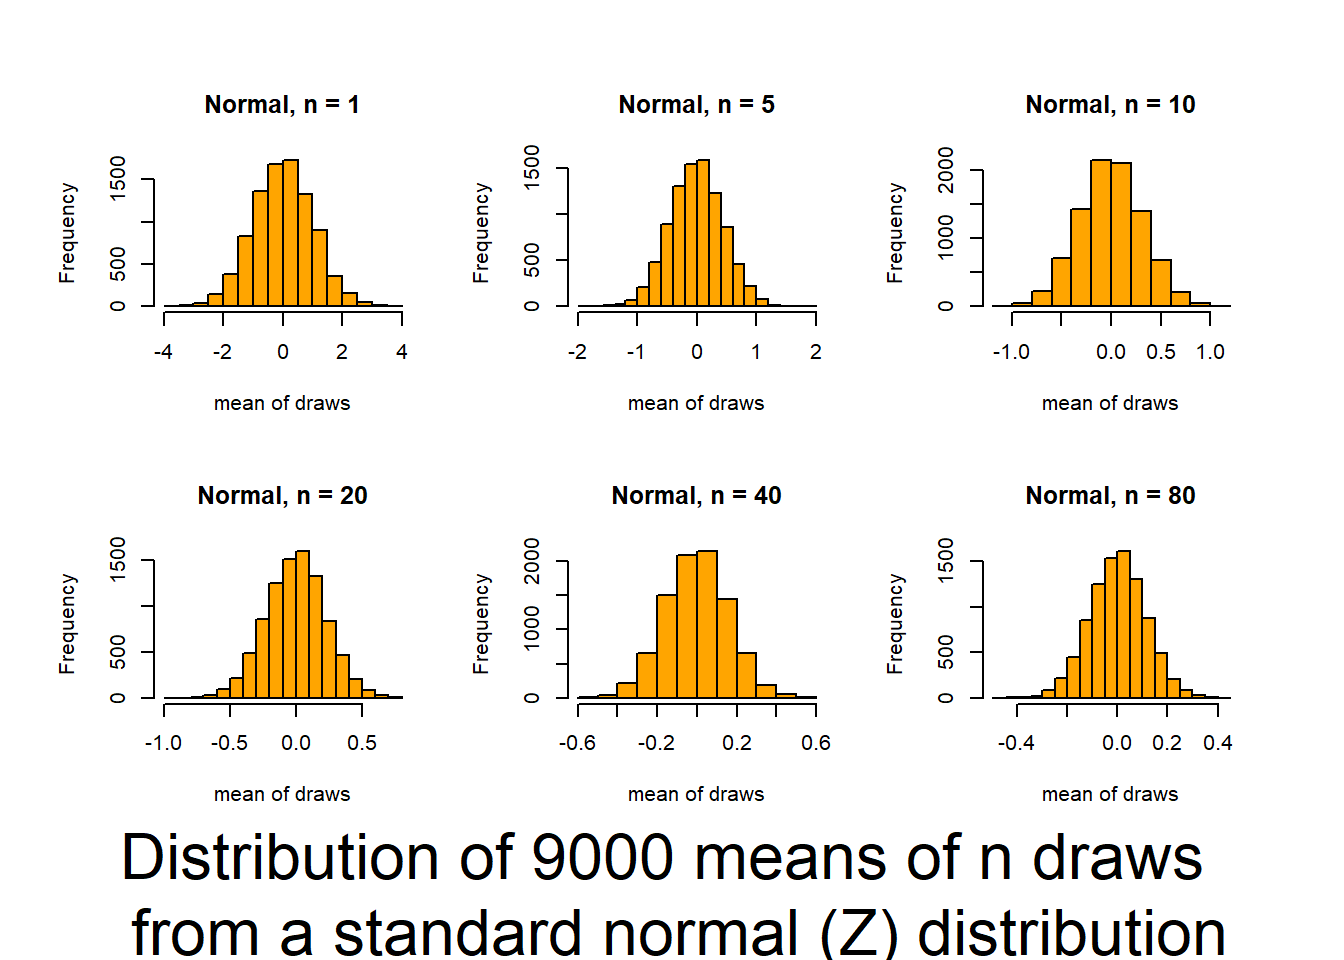 Normal, n = 1
Frequency
0 500 1500
-4 -2 0 2 4
mean of draws
Normal, n = 5
Frequency
0 500 1500
-2 -1 0 1 2
mean of draws
Normal, n = 10
Frequency
0 1000 2000
-1.0 0.0 0.5 1.0
mean of draws
Normal, n = 20
Frequency
0 500 1500
-1.0 -0.5 0.0 0.5
mean of draws
Normal, n = 40
Frequency
0 1000 2000
-0.6 -0.2 0.2 0.6
mean of draws
Normal, n = 80
Frequency
0 500 1500
-0.4 0.0 0.2 0.4
mean of draws
Distribution of 9000 means of n draws
from a standard normal (Z) distribution